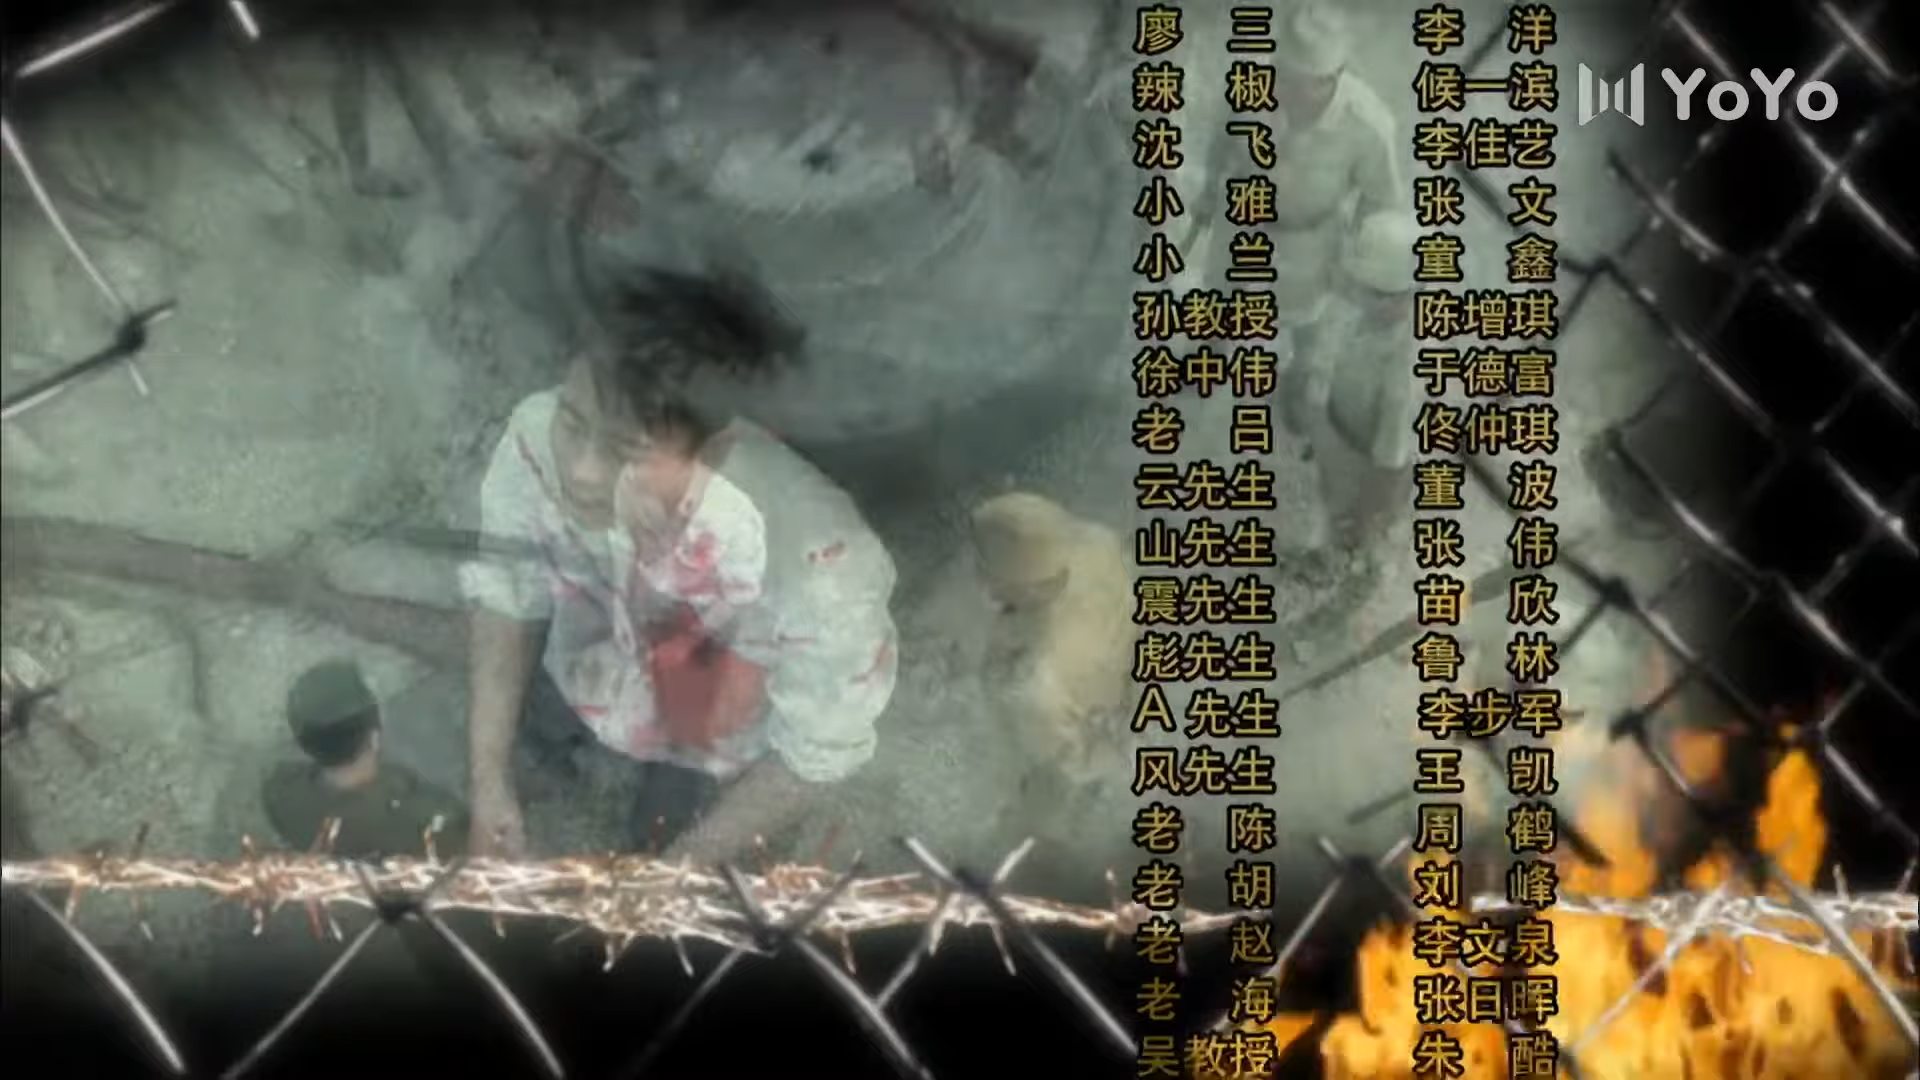 廖三 李洋
辣椒 候一滨
YoYo
沈飞 李佳艺
小雅 张文
小兰 童鑫
孙教授 陈增琪
徐中伟 于德富
老吕 佟仲琪
云先生 董波
山先生 张伟
震先生 苗欣
彪先生 鲁林
A先生 李步军
风先生 王凯
老陈 周鹤
老胡 刘峰
老赵 李文泉
老海 张日晖
吴教授 朱酷